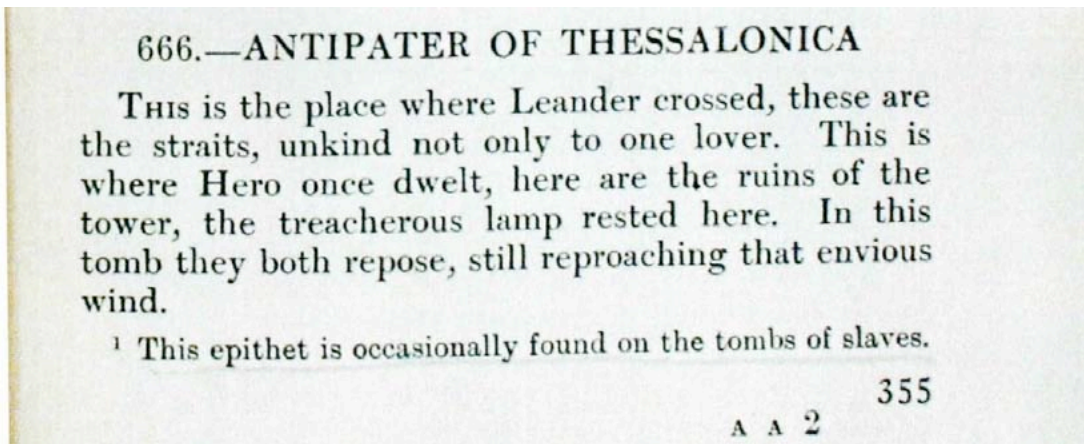 666.—ANTIPATER OF THESSALONICA
THIS is the place where Leander crossed, these are
the straits, unkind not only to one lover. This is
where Hero once dwelt, here are the ruins of the
tower, the treacherous lamp rested here. In this
tomb they both repose, still reproaching that envious
wind.
¹ This epithet is occasionally found on the tombs of slaves.
355
A A 2